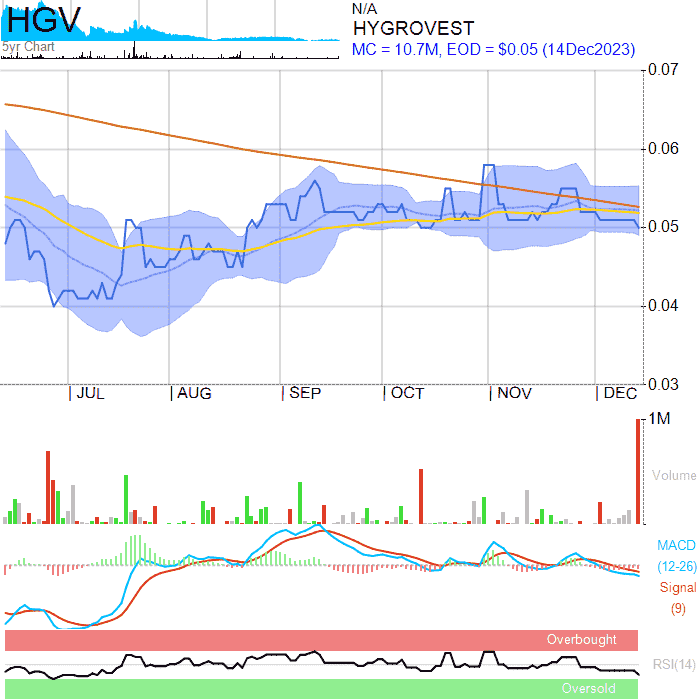 HGV
5yr Chart
N/A
HYGROVEST
MC = 10.7M, EOD = $0.05 (14Dec2023)
0.07
0.06
0.05
0.04
0.03
JUL AUG SEP OCT NOV DEC
1M
Volume
MACD
(12-26)
Signal
(9)
Overbought
RSI(14)
Oversold